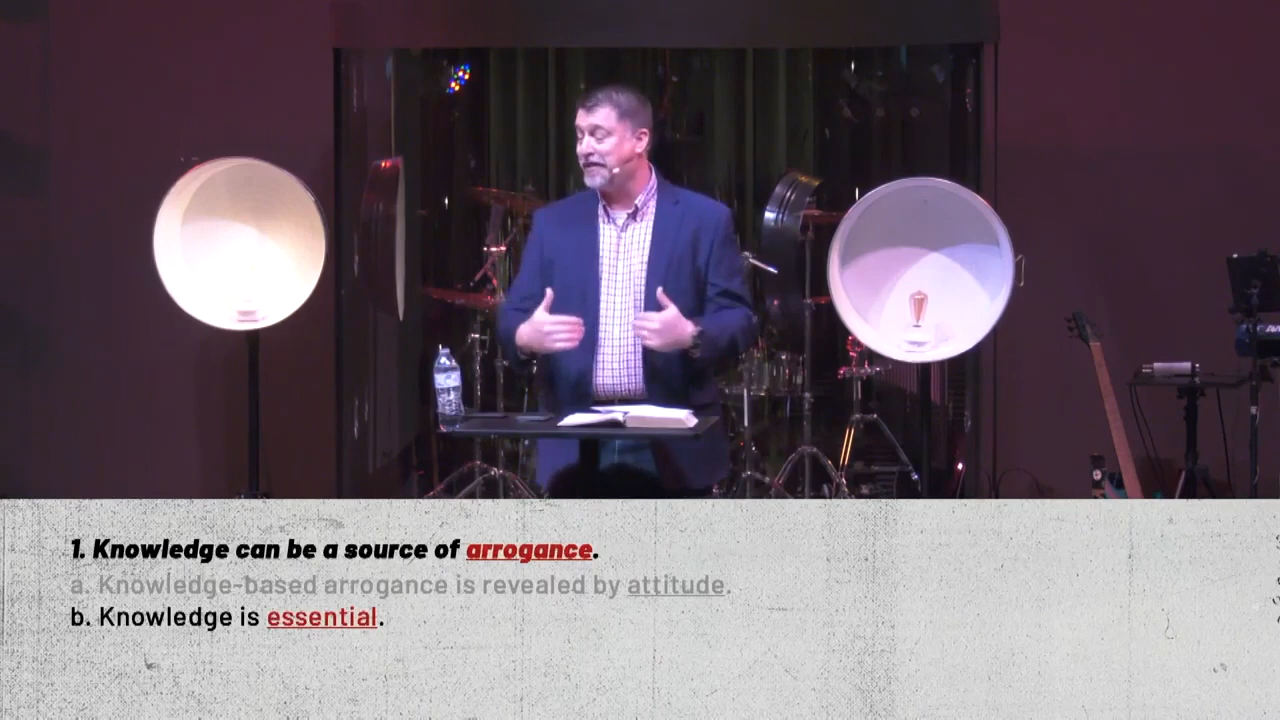 1. Knowledge can be a source of arrogance.
a. Knowledge-based arrogance is revealed by attitude.
b. Knowledge is essential.